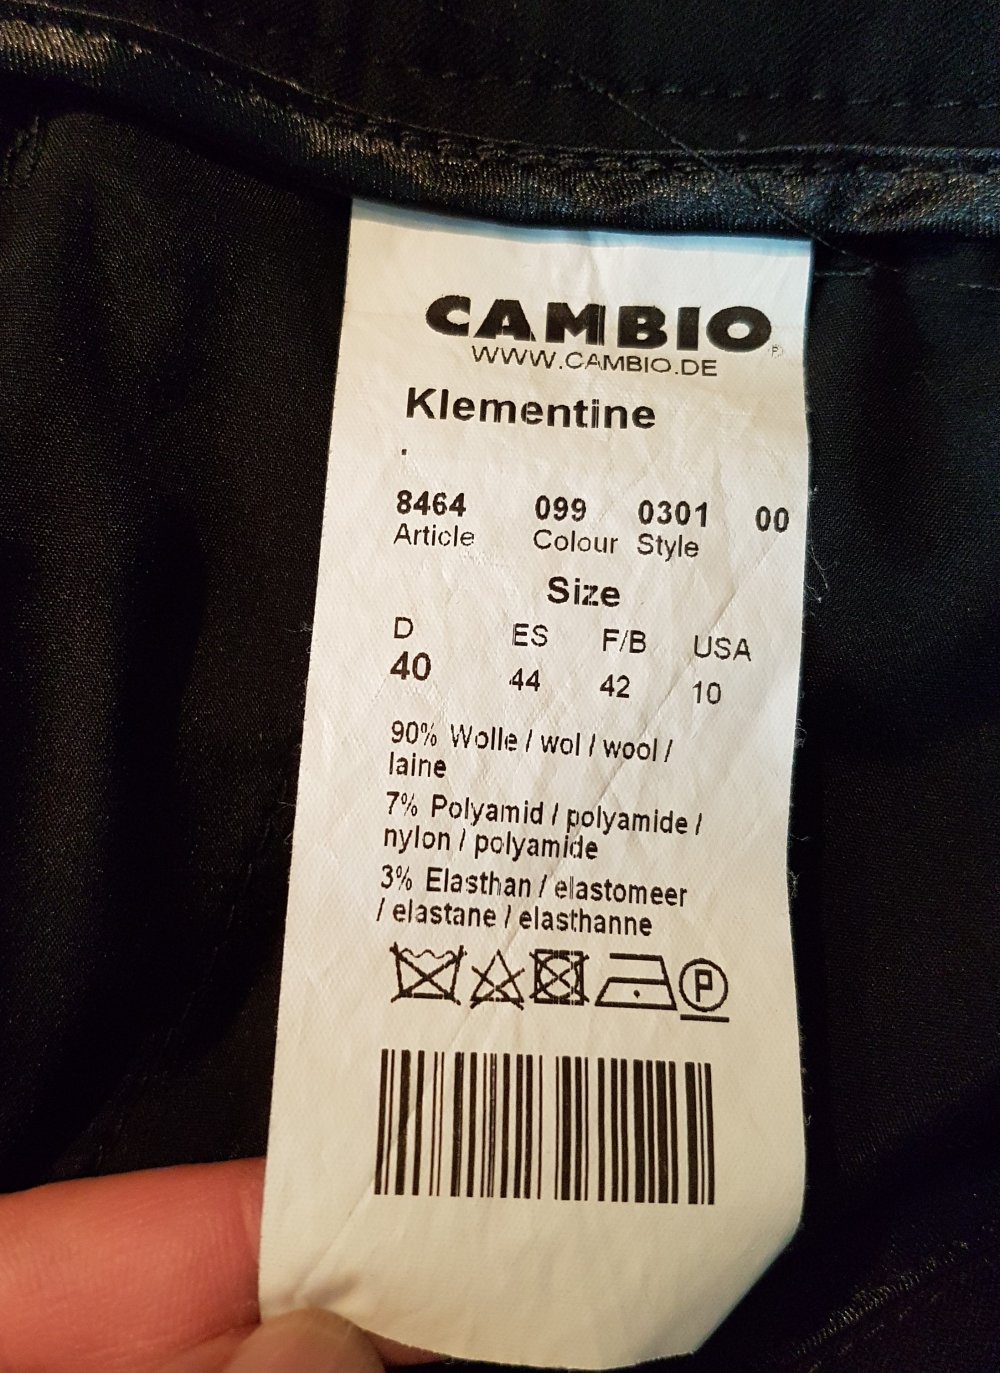 CAMBIO
WWW.CAMBIO.DE
Klementine
.
8464 099 0301 00
Article Colour Style
Size
D ES F/B USA
40 44 42 10
90% Wolle / wol / wool /
laine
7% Polyamid / polyamide /
nylon / polyamide
3% Elasthan / elastomeer
/ elastane / elasthanne
P